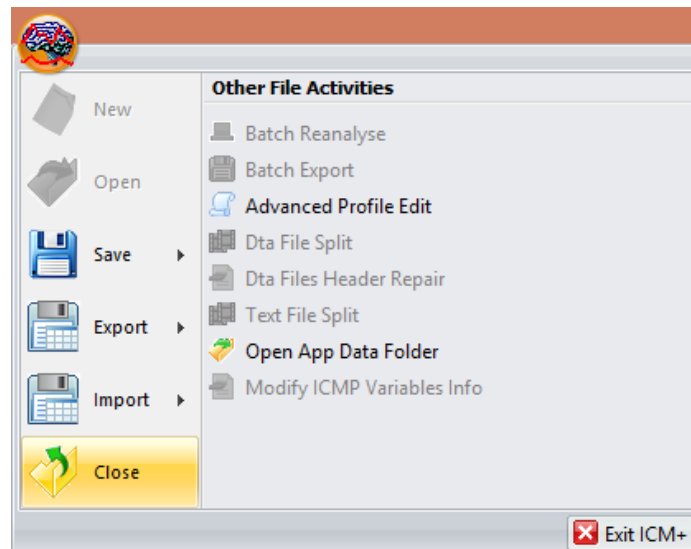 New
Open
Save
Export
Import
Close
Other File Activities
Batch Reanalyse
Batch Export
Advanced Profile Edit
Dta File Split
Dta Files Header Repair
Text File Split
Open App Data Folder
Modify ICMP Variables Info
Exit ICM+